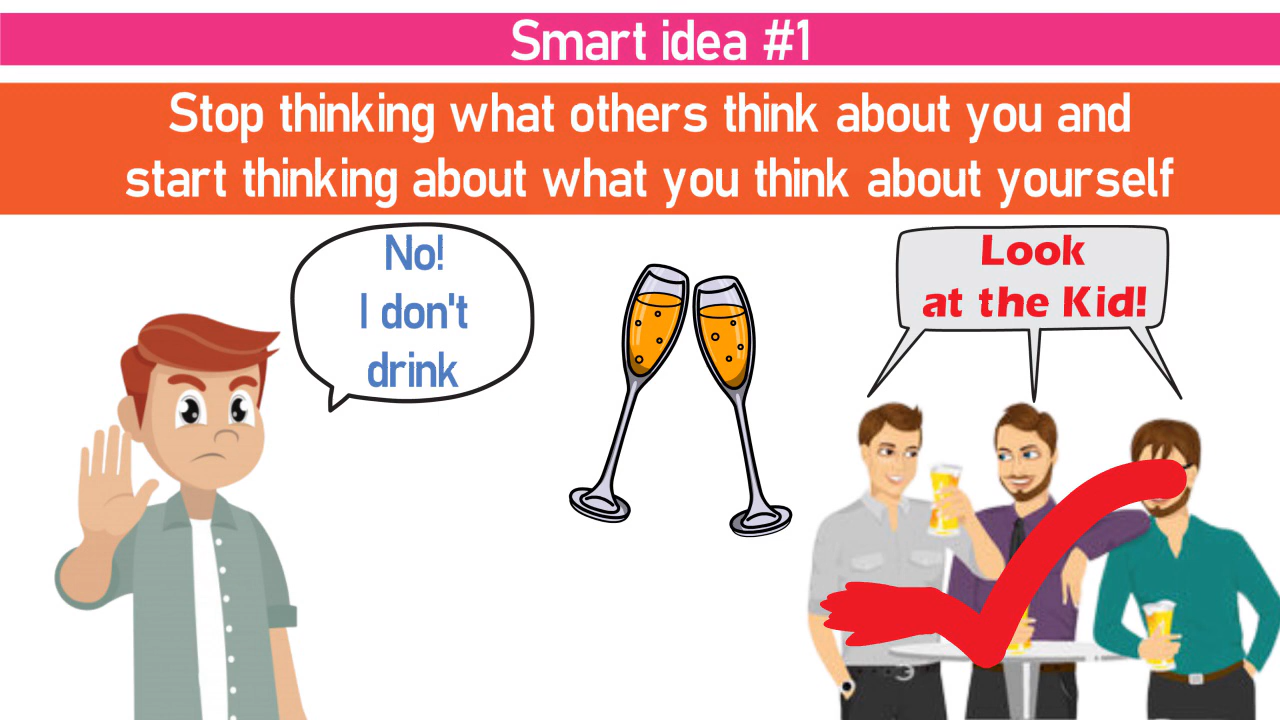 Smart idea #1
Stop thinking what others think about you and
start thinking about what you think about yourself
No!
I don't
drink
Look
at the Kid!